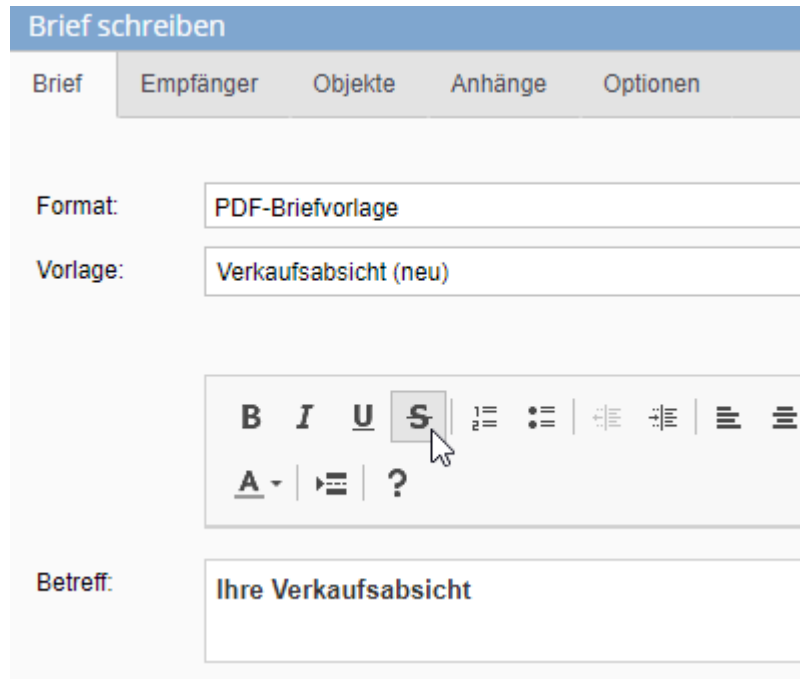 Brief schreiben
Brief Empfänger Objekte Anhänge Optionen
Format: PDF-Briefvorlage
Vorlage: Verkaufsabsicht (neu)
B I U S
A ?
Betreff: Ihre Verkaufsabsicht